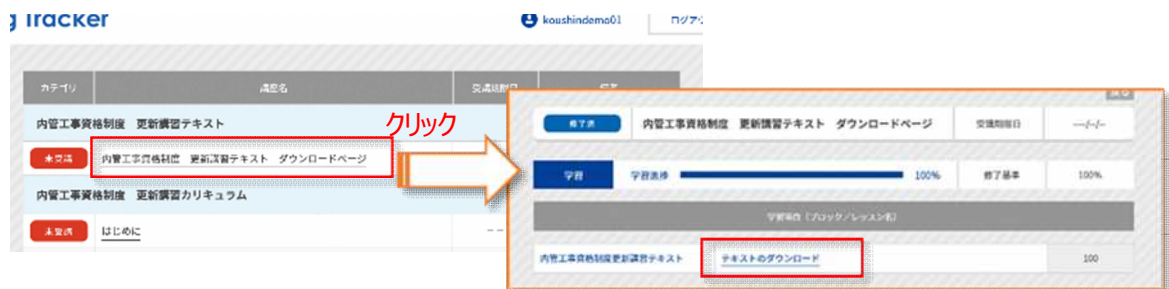 g Tracker
koushindemo01
ログア
カテゴリ
講座名
受講期限日
内管工事資格制度 更新講習テキスト
クリック
未受講
内管工事資格制度 更新講習テキスト ダウンロードページ
内管工事資格制度 更新講習カリキュラム
未受講
はじめに
--
戻る
修了済
内管工事資格制度 更新講習テキスト ダウンロードページ
受講期限日
---/-/-
学習
学習進捗
100%
修了基準
100%
学習項目（ブロック／レッスン名）
内管工事資格制度更新講習テキスト
テキストのダウンロード
100